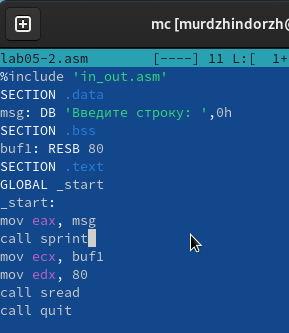 mc [murdzhindorzh@
lab05-2.asm [----] 11 L:[ 1+
%include 'in_out.asm'
SECTION .data
msg: DB 'Введите строку: ',0h
SECTION .bss
buf1: RESB 80
SECTION .text
GLOBAL _start
_start:
mov eax, msg
call sprint
mov ecx, buf1
mov edx, 80
call sread
call quit